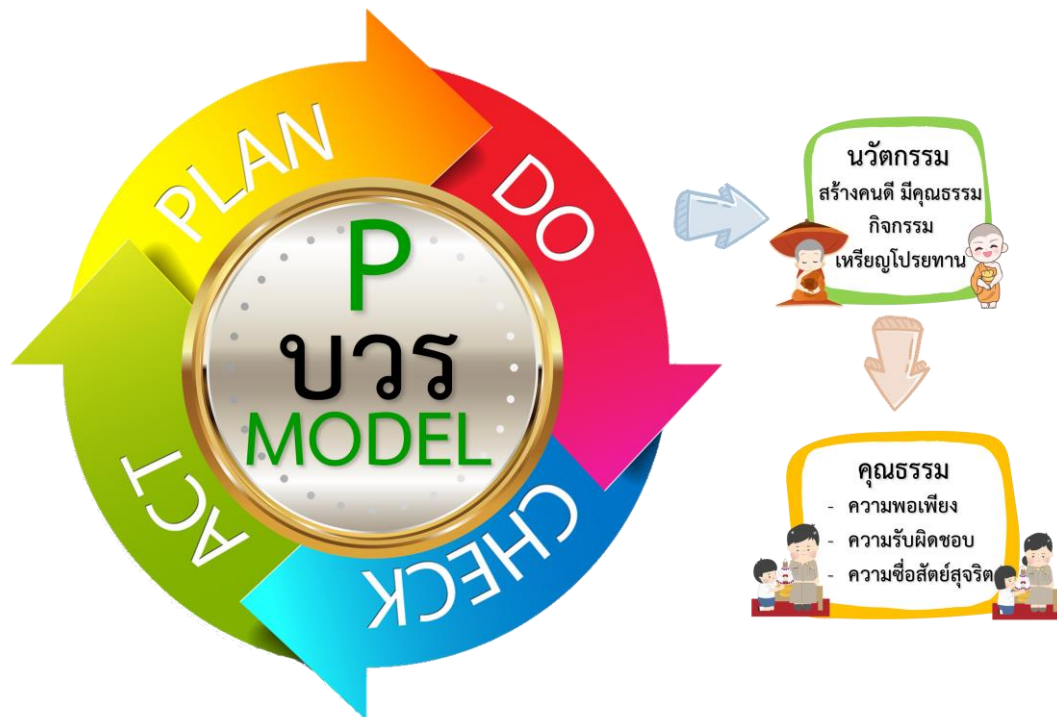 PLAN
DO
CHECK
ACT
P
บวร
MODEL
นวัตกรรม
สร้างคนดี มีคุณธรรม
กิจกรรม
เหรียญโปรยทาน
คุณธรรม
- ความพอเพียง
- ความรับผิดชอบ
- ความซื่อสัตย์สุจริต